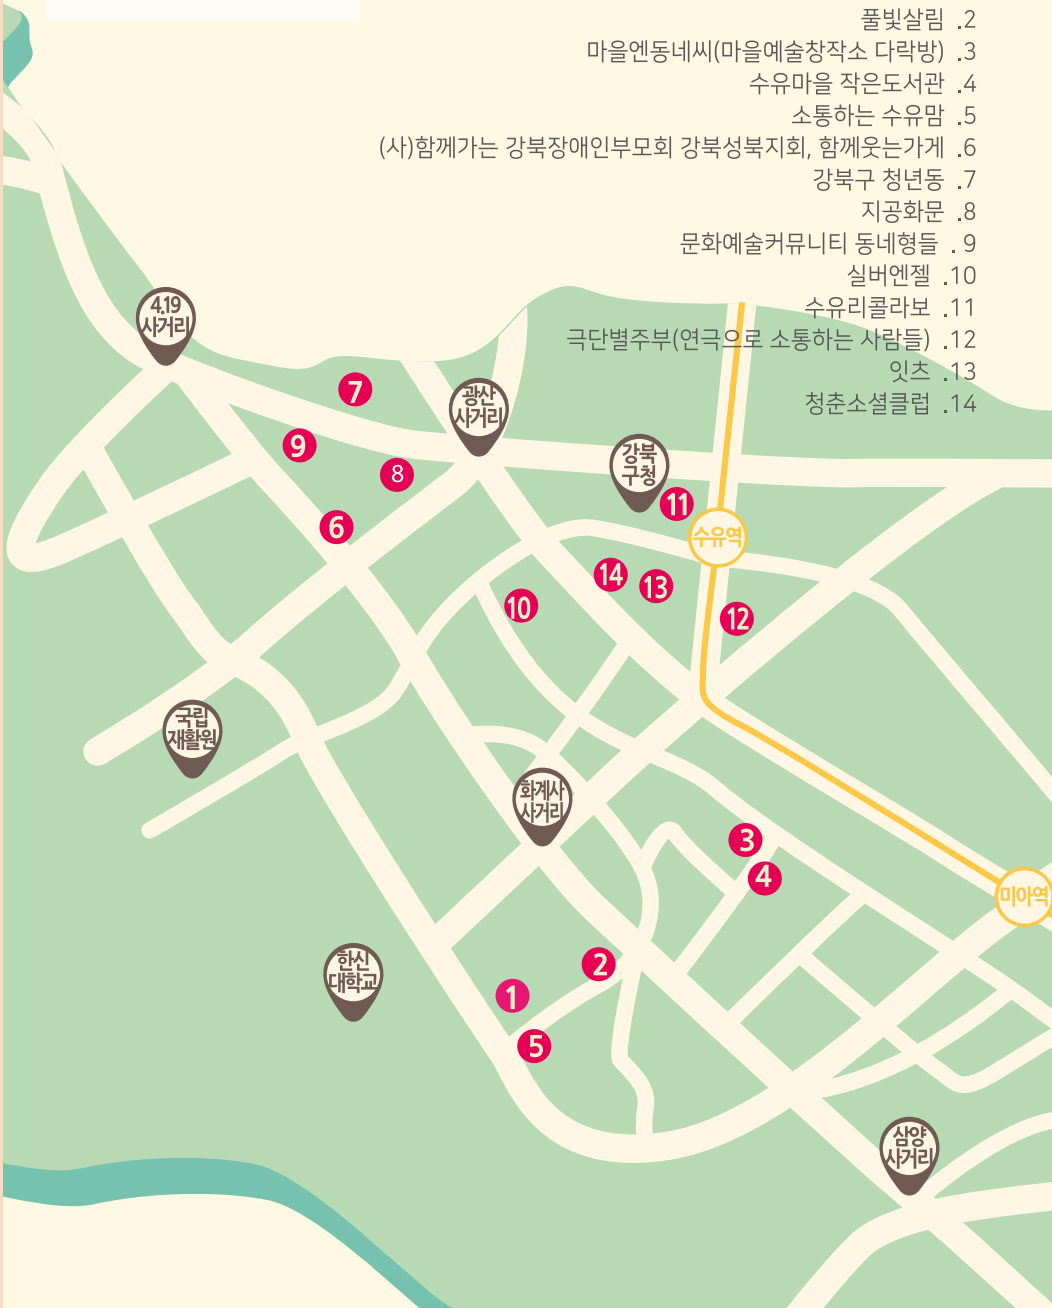 풀빛살림 .2
마을엔동네씨(마을예술창작소 다락방) .3
수유마을 작은도서관 .4
소통하는 수유맘 .5
(사)함께가는 강북장애인부모회 강북성북지회, 함께웃는가게 .6
강북구 청년동 .7
지공화문 .8
문화예술커뮤니티 동네형들 . 9
실버엔젤 .10
수유리콜라보 .11
극단별주부(연극으로 소통하는 사람들) .12
잇츠 .13
청춘소셜클럽 .14
4.19
사거리
7
광산
사거리
9
8
강북
구청
11
6
수유역
14
13
10
12
국립
재활원
화계사
사거리
3
4
미아역
한신
대학교
2
1
5
삼양
사거리